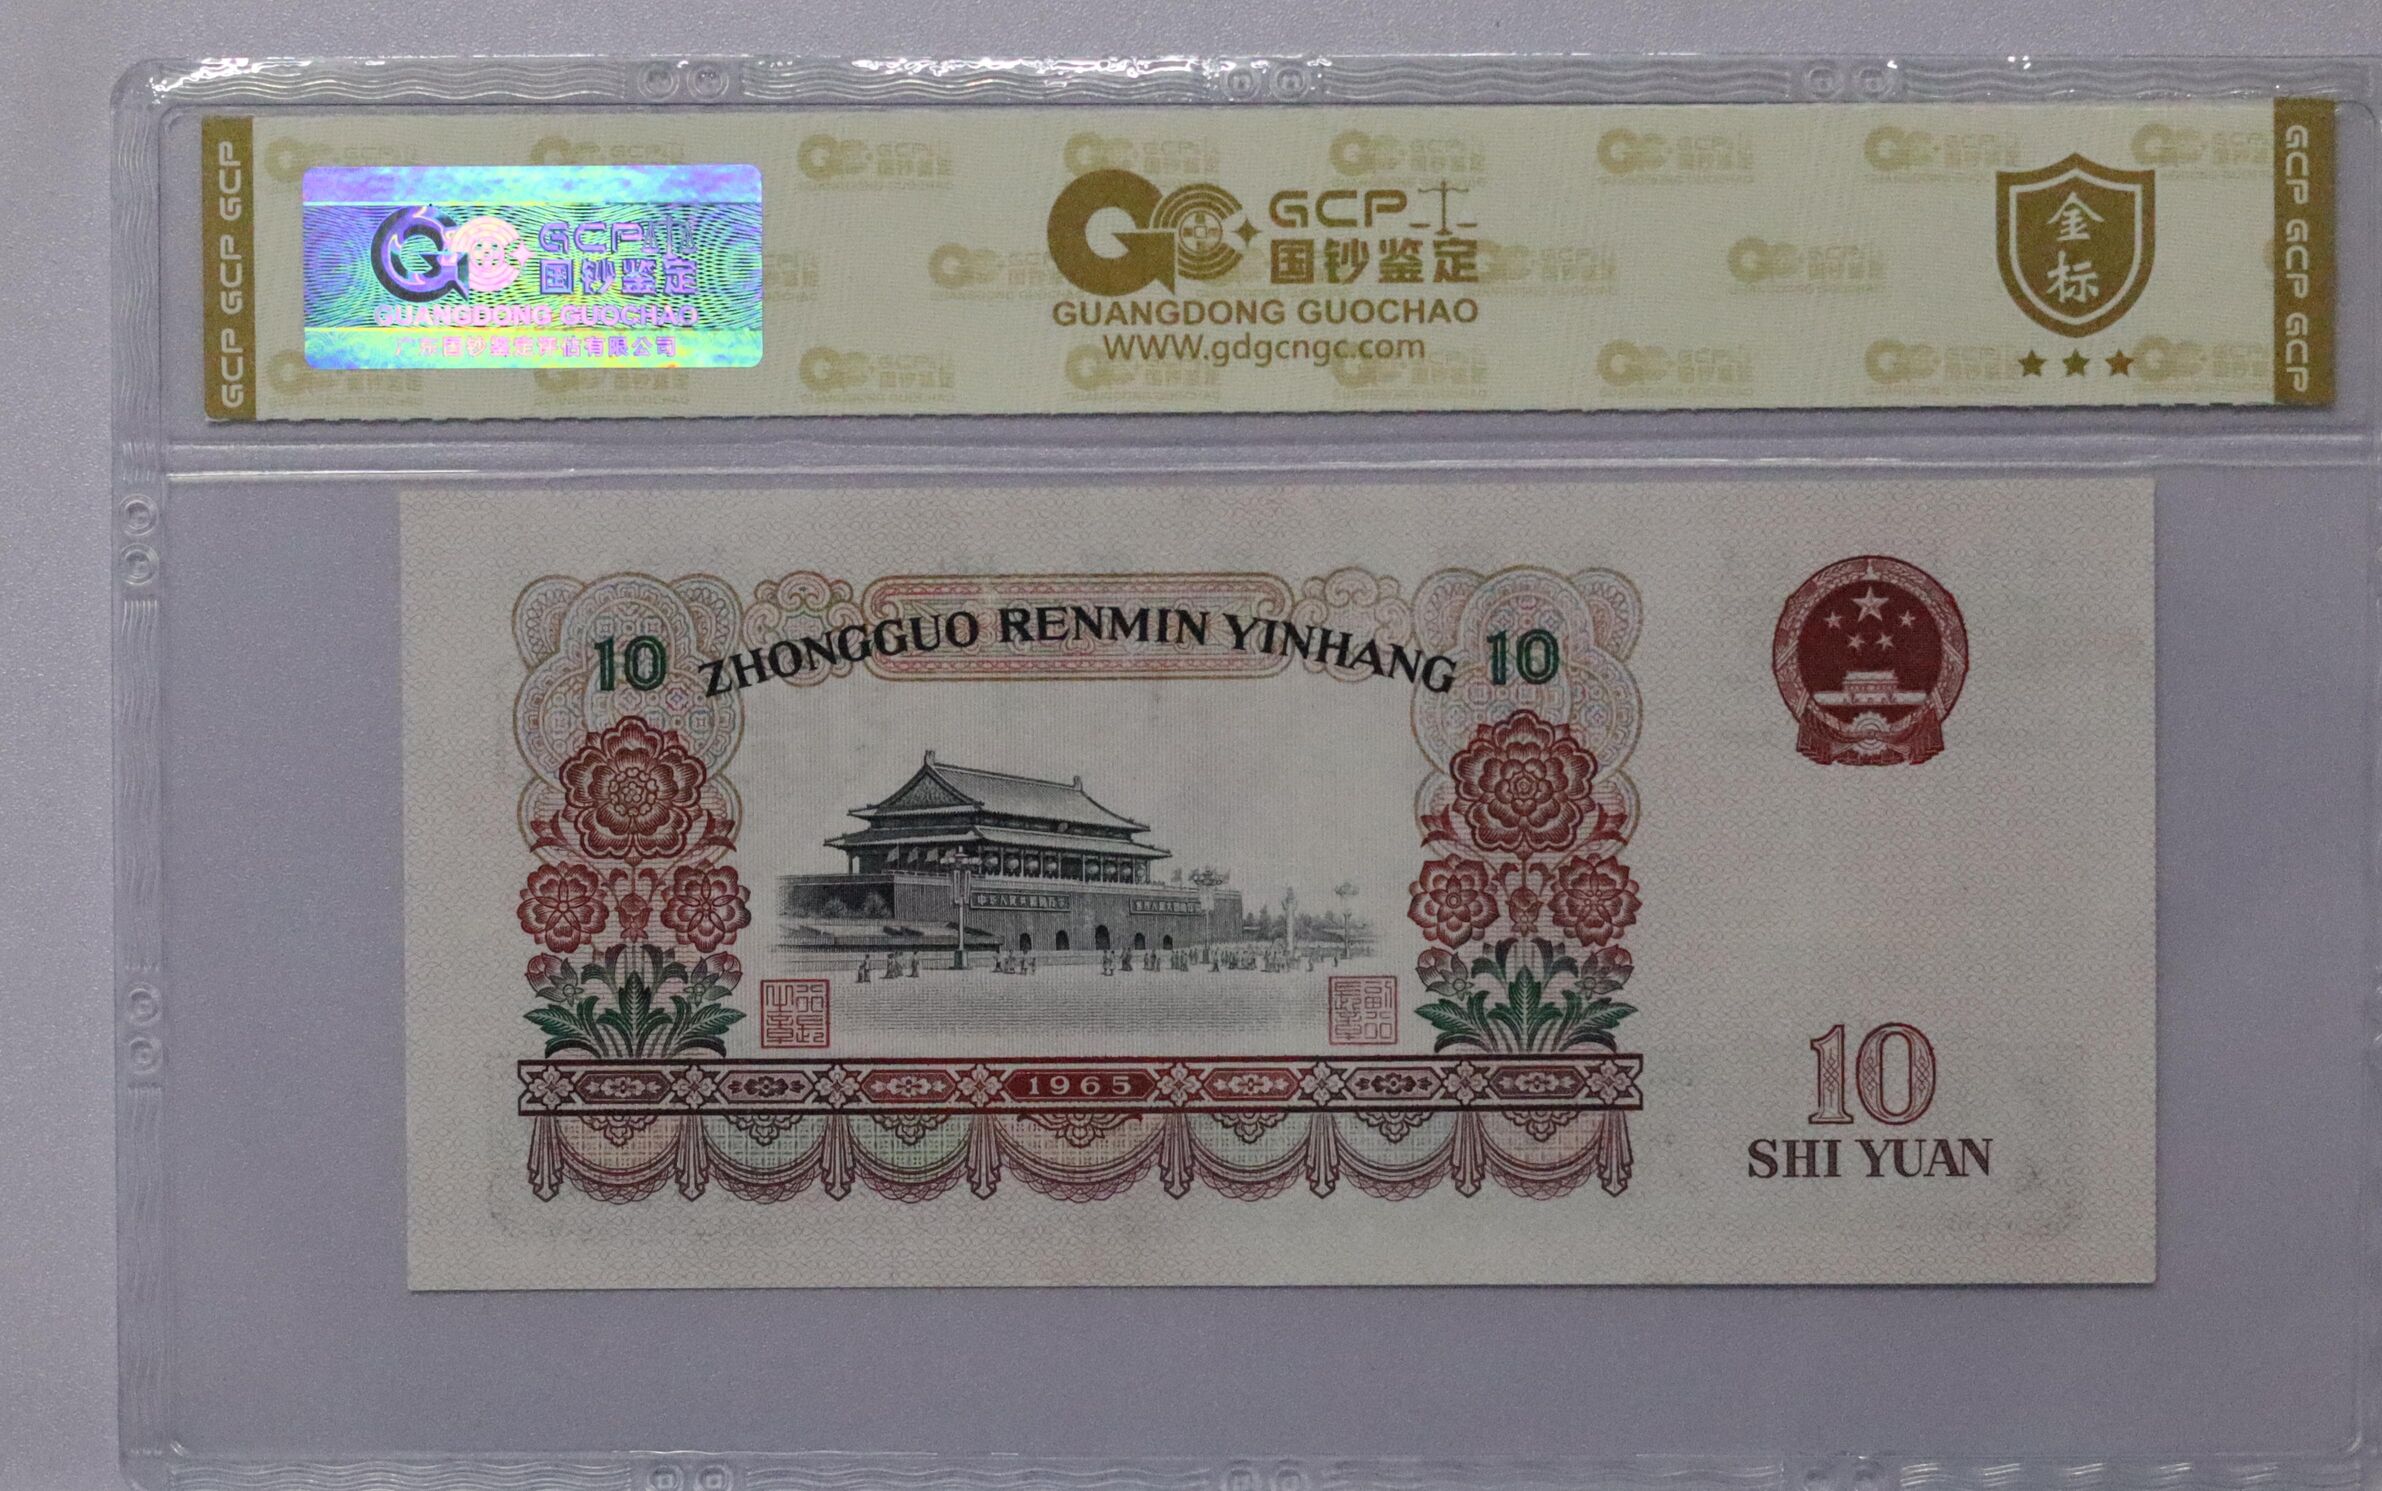 GCP GCP GCP
GCP
国钞鉴定
GUANGDONG GUOCHAO
广东国钞鉴定评估有限公司
GCP
国钞鉴定
GUANGDONG GUOCHAO
www.gdgcngc.com
金标
GCP GCP GCP
ZHONGGUO RENMIN YINHANG
10
10
1965
10
SHI YUAN